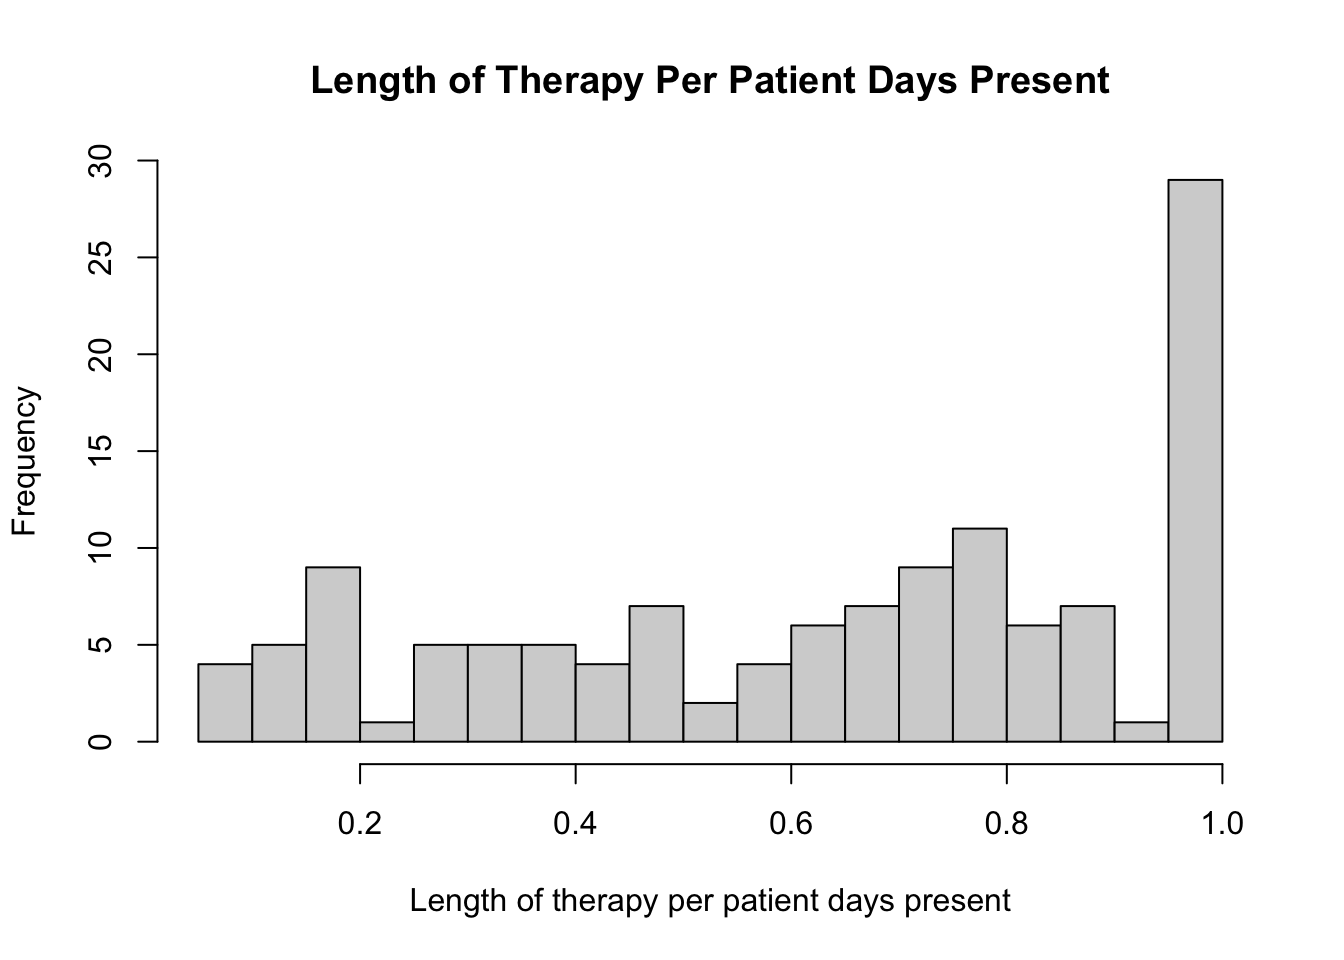 Length of Therapy Per Patient Days Present
30
25
20
15
10
5
0
Frequency
0.2 0.4 0.6 0.8 1.0
Length of therapy per patient days present